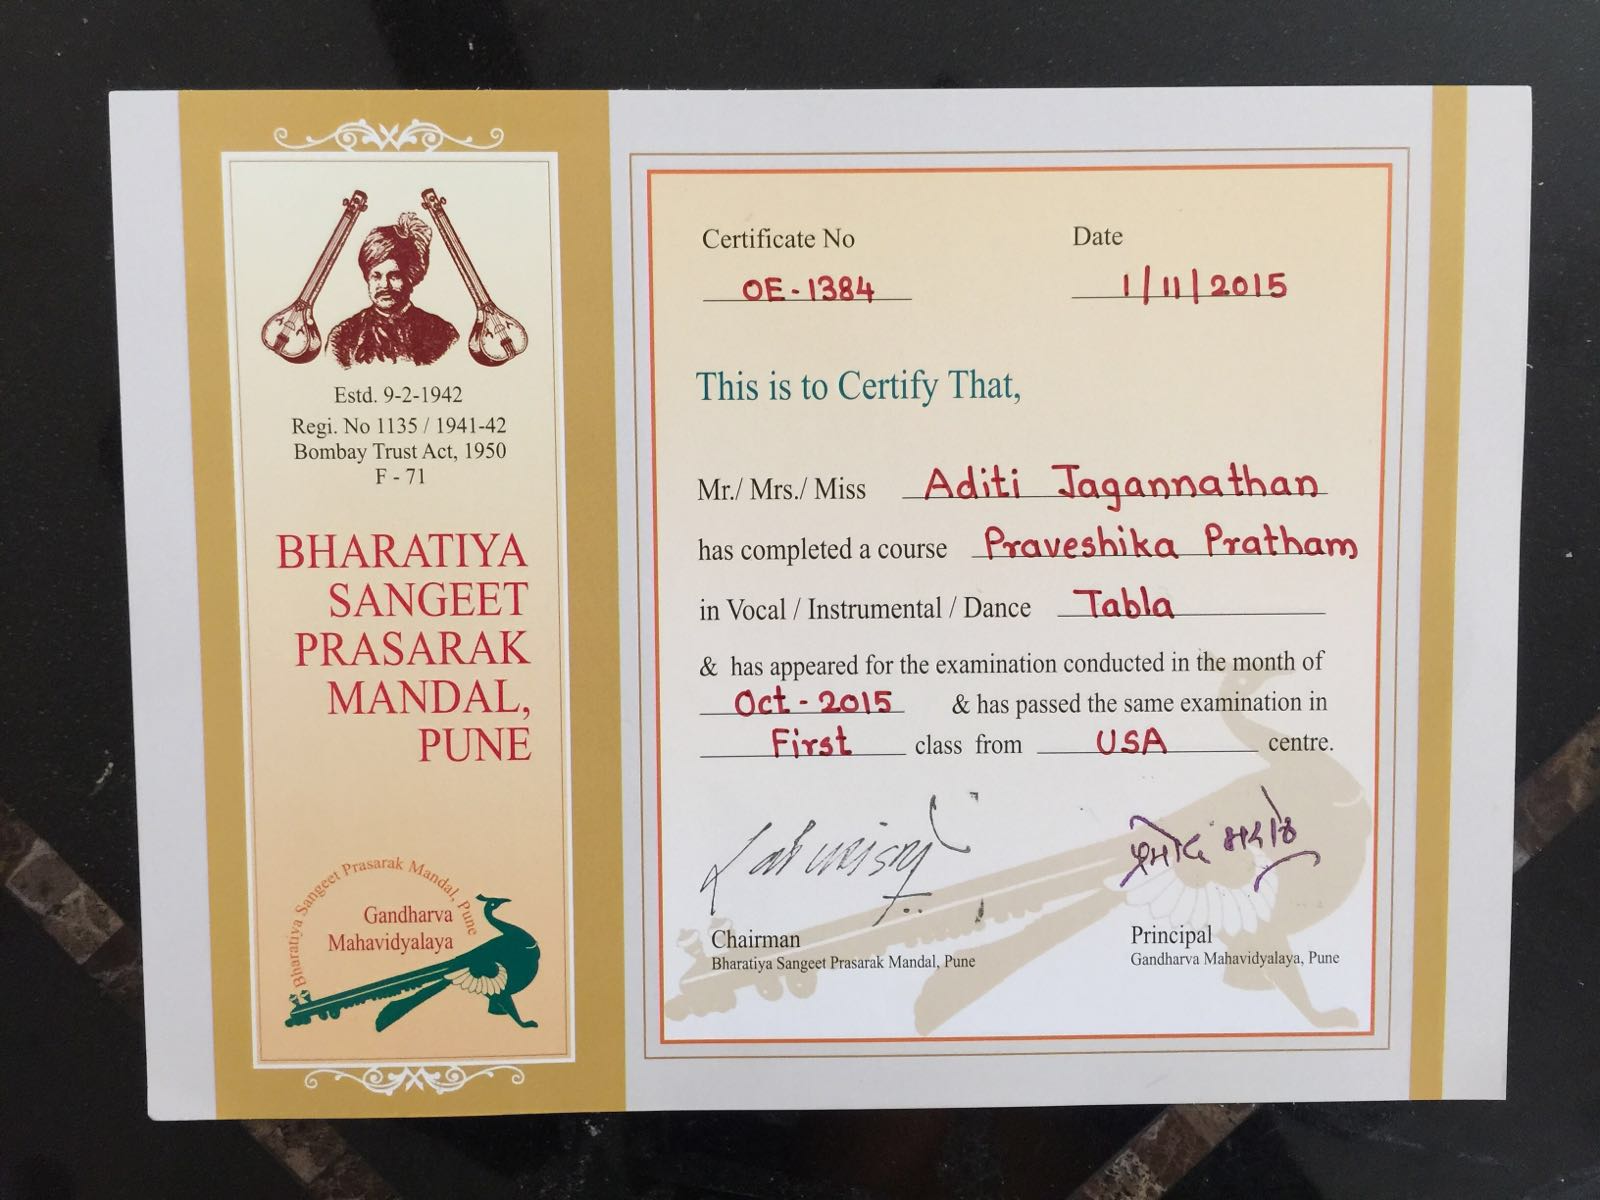 Estd. 9-2-1942
Regi. No 1135 / 1941-42
Bombay Trust Act, 1950
F - 71
BHARATIYA
SANGEET
PRASARAK
MANDAL,
PUNE
Bharatiya Sangeet Prasarak Mandal, Pune
Gandharva
Mahavidyalaya
Certificate No Date
OE-1384 1/11/2015
This is to Certify That,
Mr./ Mrs./ Miss Aditi Jagannathan
has completed a course Praveshika Pratham
in Vocal / Instrumental / Dance Tabla
& has appeared for the examination conducted in the month of
Oct - 2015 & has passed the same examination in
First class from USA centre.
Chairman Principal
Bharatiya Sangeet Prasarak Mandal, Pune Gandharva Mahavidyalaya, Pune